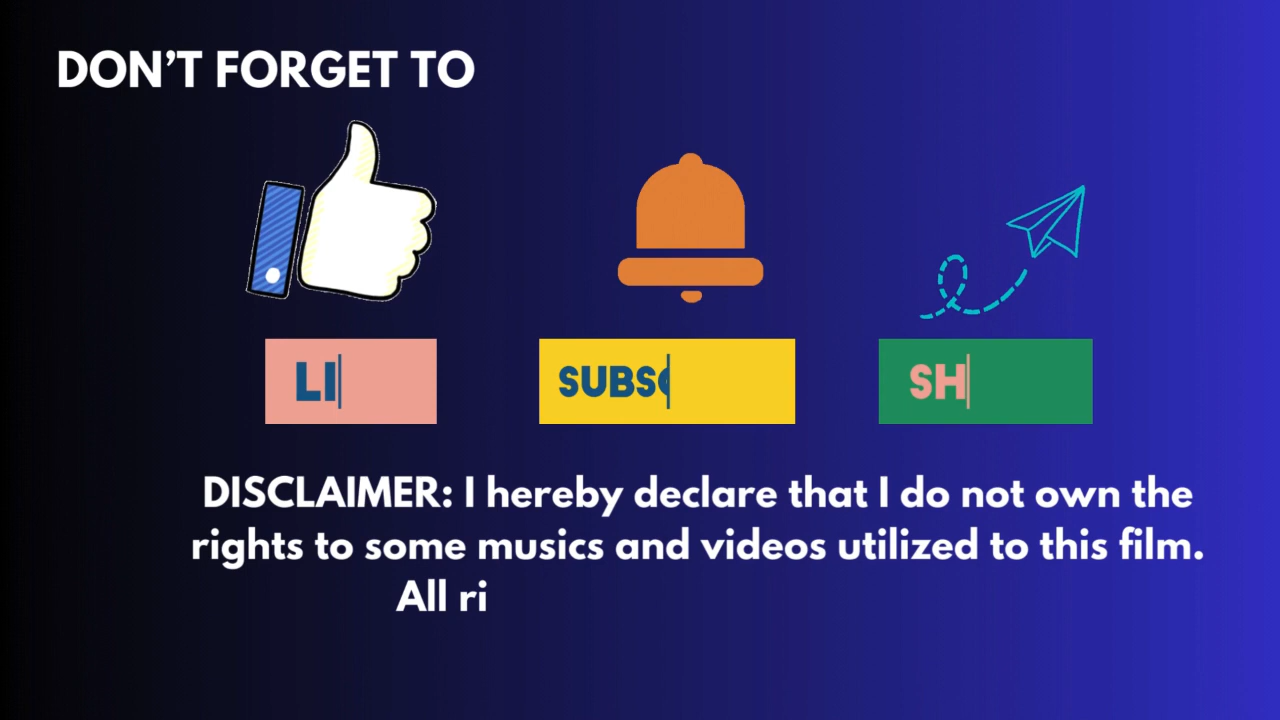 DON'T FORGET TO
LI
SUBSC
SH
DISCLAIMER: I hereby declare that I do not own the
rights to some musics and videos utilized to this film.
All ri